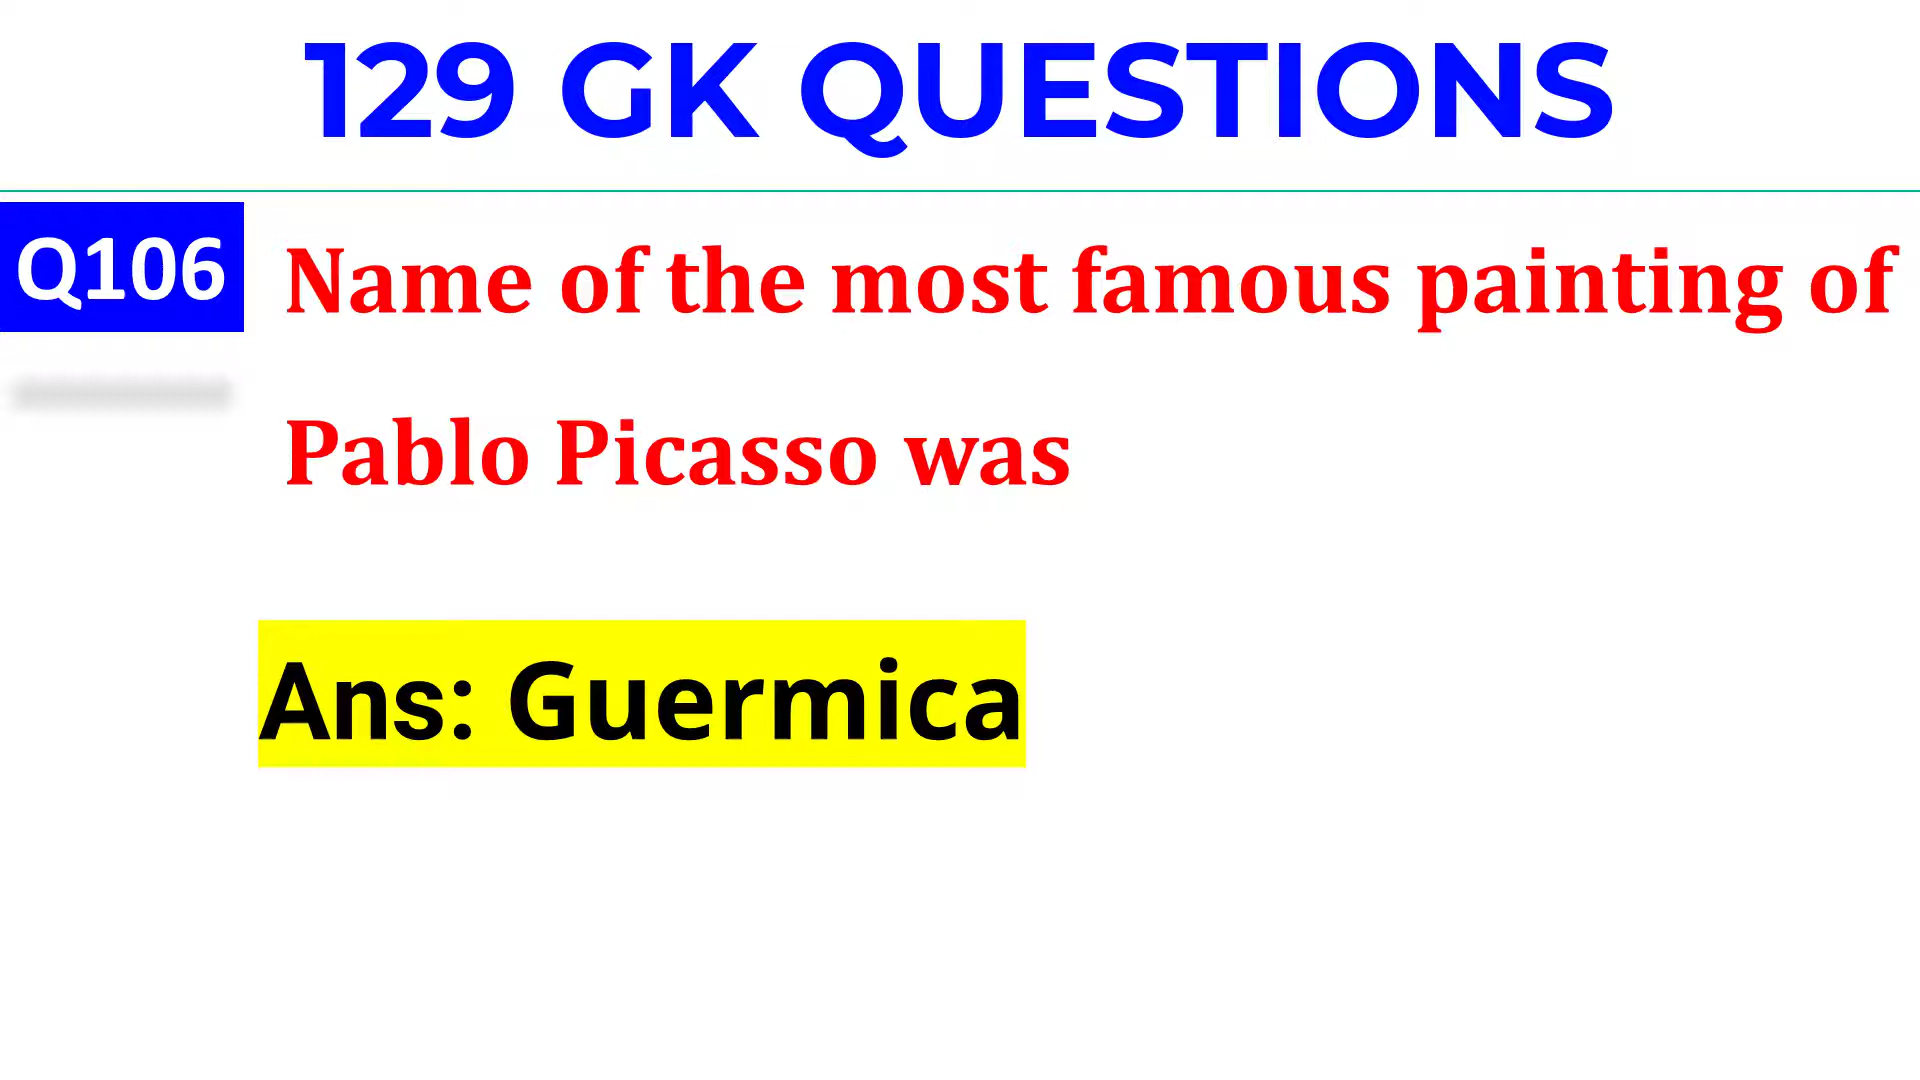 129 GK QUESTIONS
Q106
Name of the most famous painting of
Pablo Picasso was
Ans: Guermica